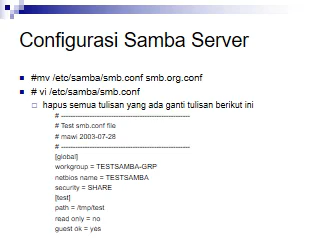 Configurasi Samba Server
#mv /etc/samba/smb.conf smb.org.conf
# vi /etc/samba/smb.conf
hapus semua tulisan yang ada ganti tulisan berikut ini
# ------------------------------------------------------
# Test smb.conf file
# mawi 2003-07-28
# ------------------------------------------------------
[global]
workgroup = TESTSAMBA-GRP
netbios name = TESTSAMBA
security = SHARE
[test]
path = /tmp/test
read only = no
guest ok = yes